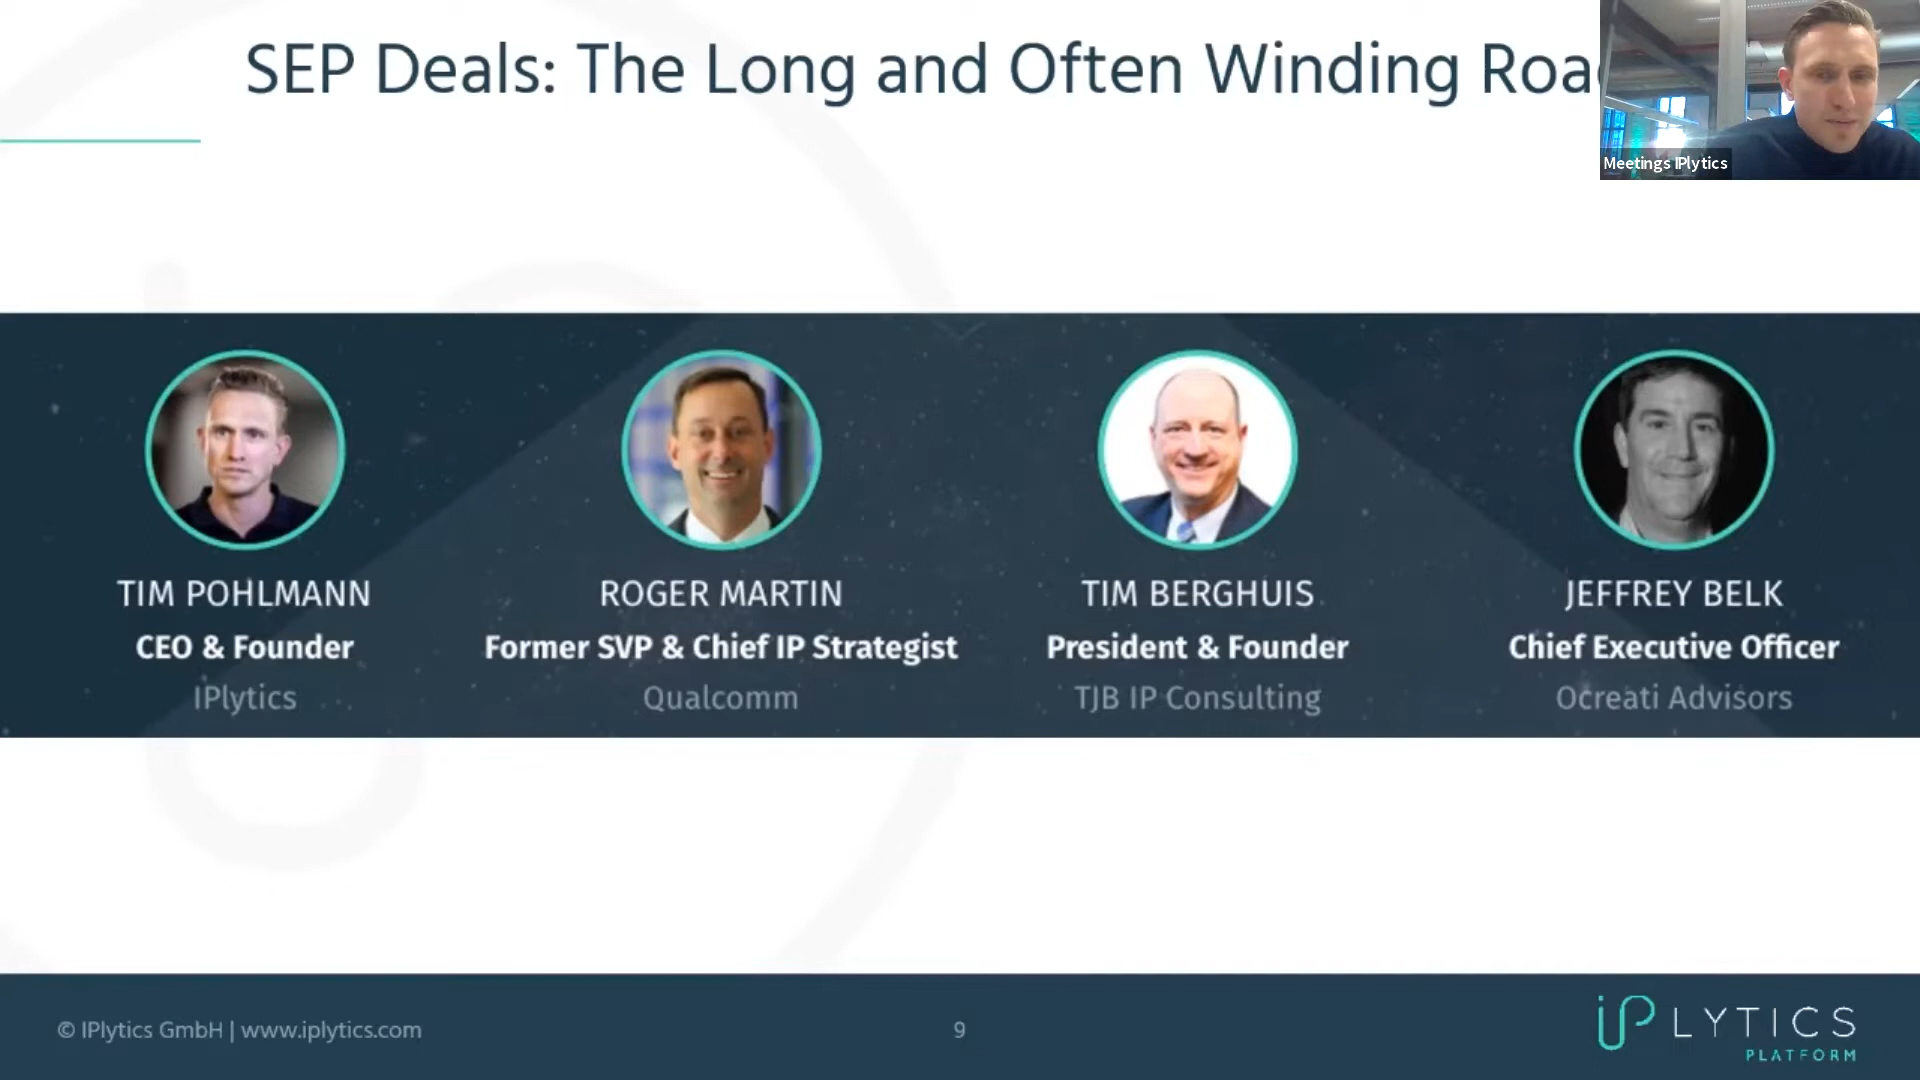 SEP Deals: The Long and Often Winding Roa
Meetings IPlytics
TIM POHLMANN
CEO & Founder
IPlytics
ROGER MARTIN
Former SVP & Chief IP Strategist
Qualcomm
TIM BERGHUIS
President & Founder
TJB IP Consulting
JEFFREY BELK
Chief Executive Officer
Ocreati Advisors
© IPlytics GmbH | www.iplytics.com
9
iPLYTICS
PLATFORM